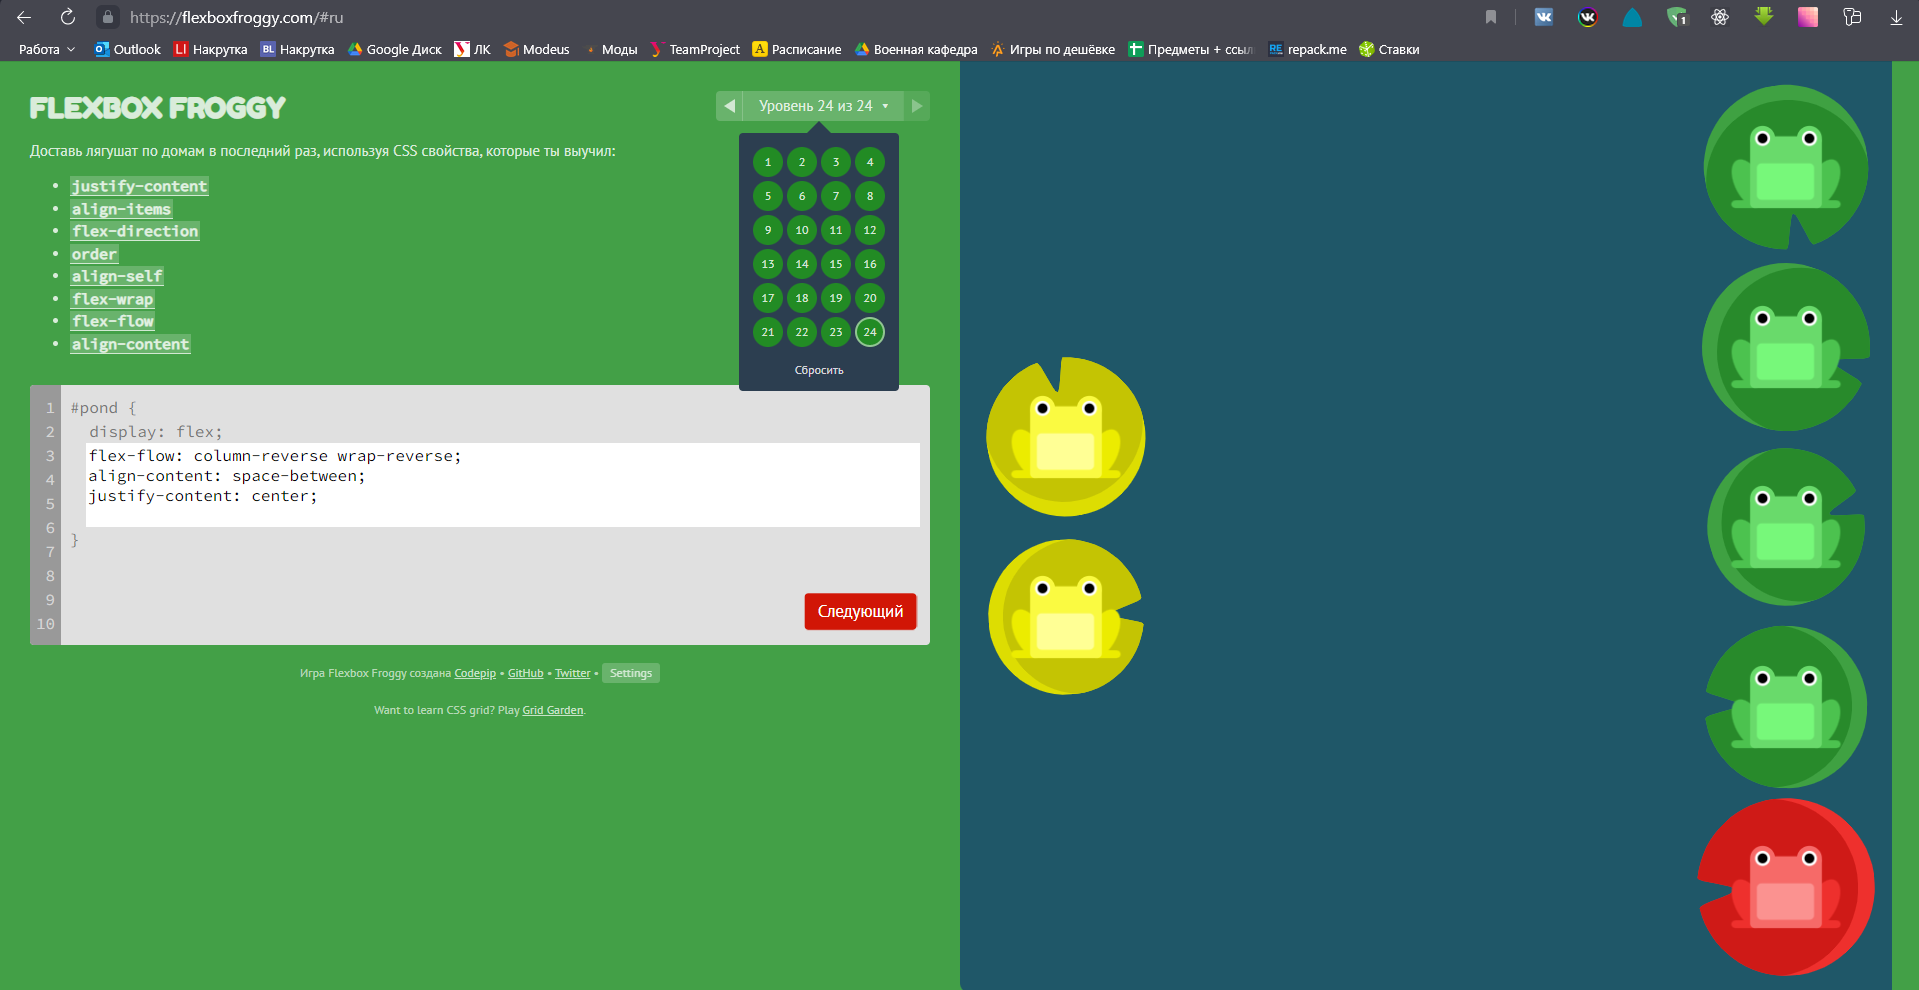 https://flexboxfroggy.com/#ru
1
Работа
Outlook
LI Накрутка
BL Накрутка
Google Диск
ЛК
Modeus
Моды
TeamProject
A Расписание
Военная кафедра
Игры по дешёвке
Предметы + ссыл
RE repack.me
Ставки
FLEXBOX FROGGY
Уровень 24 из 24
Доставь лягушат по домам в последний раз, используя CSS свойства, которые ты выучил:
justify-content
align-items
flex-direction
order
align-self
flex-wrap
flex-flow
align-content
1 2 3 4
5 6 7 8
9 10 11 12
13 14 15 16
17 18 19 20
21 22 23 24
Сбросить
1 #pond {
2 display: flex;
3 flex-flow: column-reverse wrap-reverse;
4 align-content: space-between;
5 justify-content: center;
6 }
7
8
9
10
Следующий
Игра Flexbox Froggy создана Codepip • GitHub • Twitter • Settings
Want to learn CSS grid? Play Grid Garden.